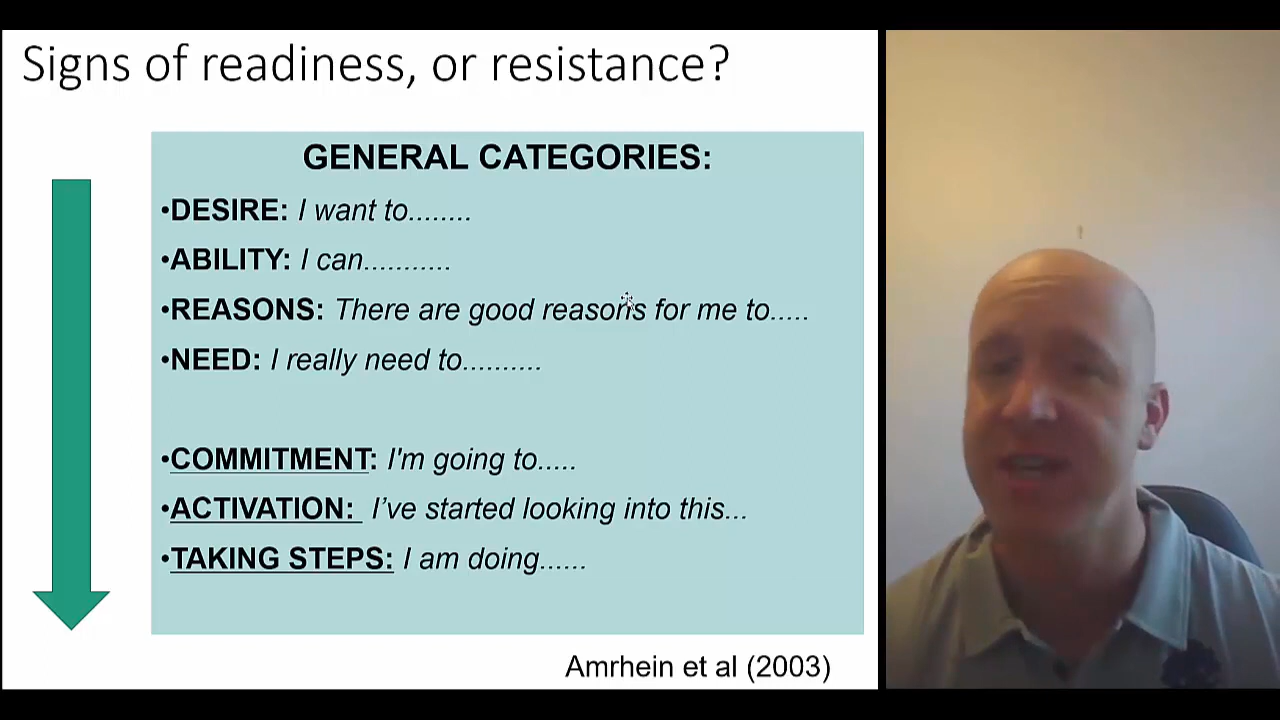 Signs of readiness, or resistance?
GENERAL CATEGORIES:
•DESIRE: I want to........
•ABILITY: I can...........
•REASONS: There are good reasons for me to.....
•NEED: I really need to..........
•COMMITMENT: I'm going to.....
•ACTIVATION: I’ve started looking into this...
•TAKING STEPS: I am doing......
Amrhein et al (2003)